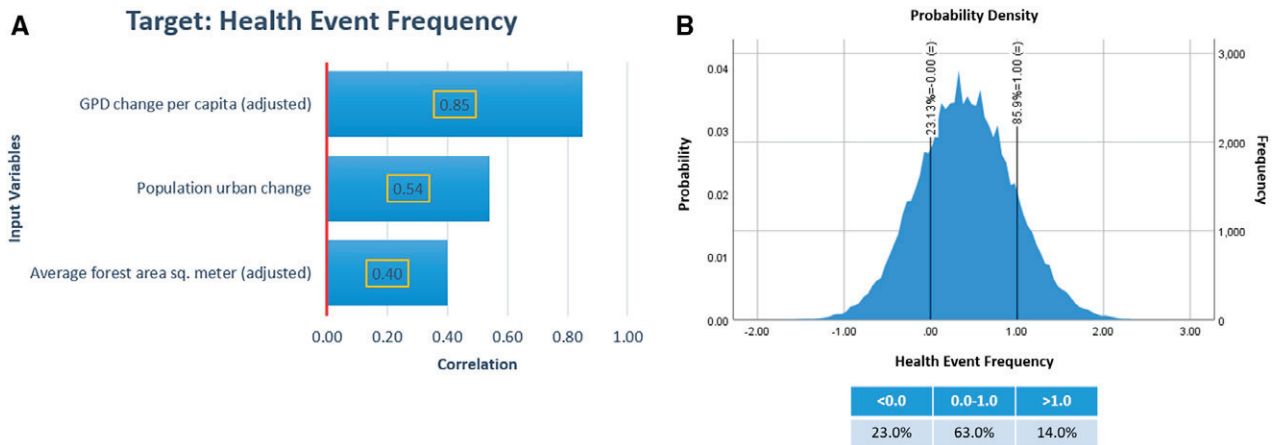 A
Target: Health Event Frequency
Input Variables
GPD change per capita (adjusted)
0.85
Population urban change
0.54
Average forest area sq. meter (adjusted)
0.40
0.00 0.20 0.40 0.60 0.80 1.00
Correlation
B
Probability Density
Probability
0.04
0.03
0.02
0.01
0.00
23.13%=-0.00 (=)
85.9%=1.00 (=)
3,000
2,000
1,000
0
Frequency
-2.00 -1.00 .00 1.00 2.00 3.00
Health Event Frequency
<0.0 0.0-1.0 >1.0
23.0% 63.0% 14.0%